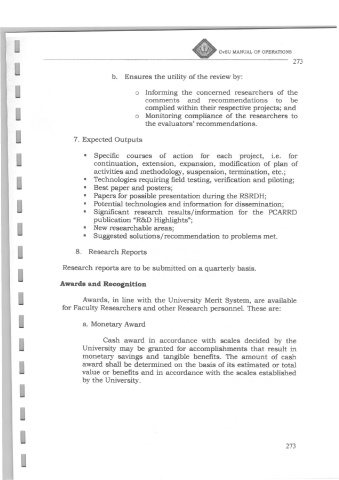 CvSU MANUAL OF OPERATIONS
273
b. Ensures the utility of the review by:
o Informing the concerned researchers of the
comments and recommendations to be
complied within their respective projects; and
o Monitoring compliance of the researchers to
the evaluators' recommendations.
7. Expected Outputs
* Specific courses of action for each project, i.e. for
continuation, extension, expansion, modification of plan of
activities and methodology, suspension, termination, etc.;
* Technologies requiring field testing, verification and piloting;
* Best paper and posters;
* Papers for possible presentation during the RSRDH;
* Potential technologies and information for dissemination;
* Significant research results/information for the PCARRD
publication "R&D Highlights";
* New researchable areas;
* Suggested solutions/recommendation to problems met.
8. Research Reports
Research reports are to be submitted on a quarterly basis.
Awards and Recognition
Awards, in line with the University Merit System, are available
for Faculty Researchers and other Research personnel. These are:
a. Monetary Award
Cash award in accordance with scales decided by the
University may be granted for accomplishments that result in
monetary savings and tangible benefits. The amount of cash
award shall be determined on the basis of its estimated or total
value or benefits and in accordance with the scales established
by the University.
273